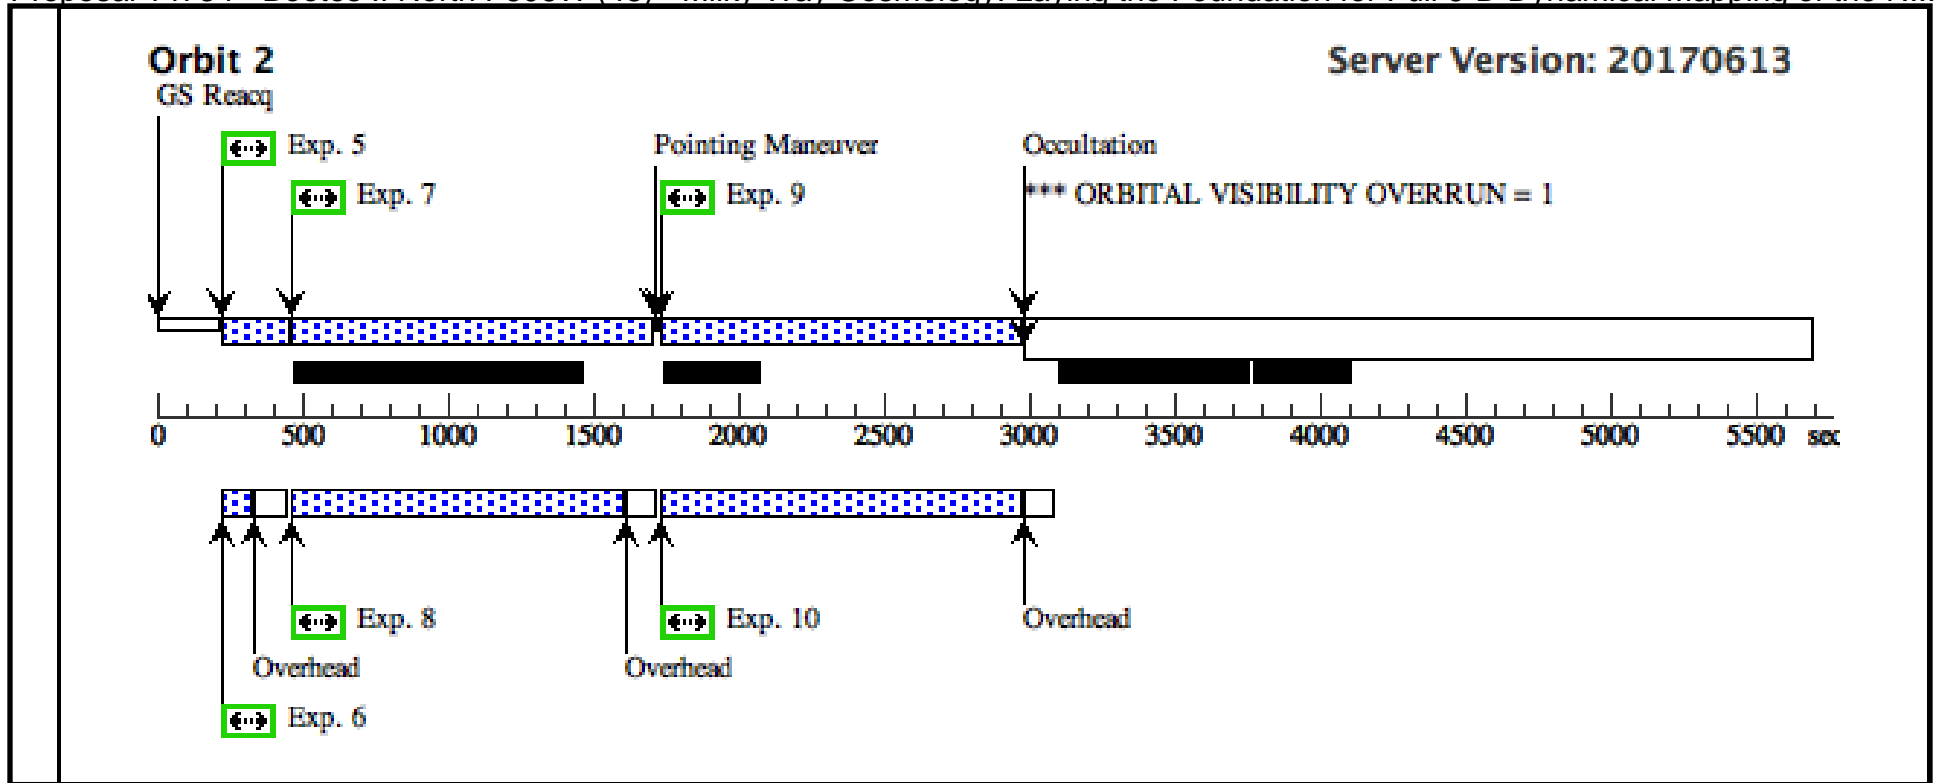 Orbit 2
Server Version: 20170613
GS Reacq
Exp. 5
Pointing Maneuver
Occultation
Exp. 7
Exp. 9
*** ORBITAL VISIBILITY OVERRUN = 1
0 500 1000 1500 2000 2500 3000 3500 4000 4500 5000 5500 sec
Exp. 8
Exp. 10
Overhead
Overhead
Overhead
Exp. 6